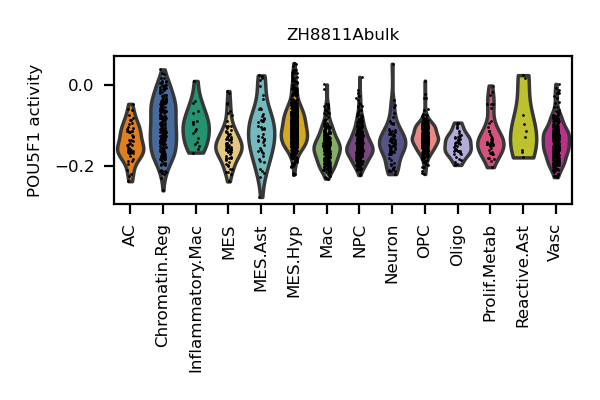 ZH8811Abulk
POU5F1 activity
0.0
−0.2
AC
Chromatin.Reg
Inflammatory.Mac
MES
MES.Ast
MES.Hyp
Mac
NPC
Neuron
OPC
Oligo
Prolif.Metab
Reactive.Ast
Vasc